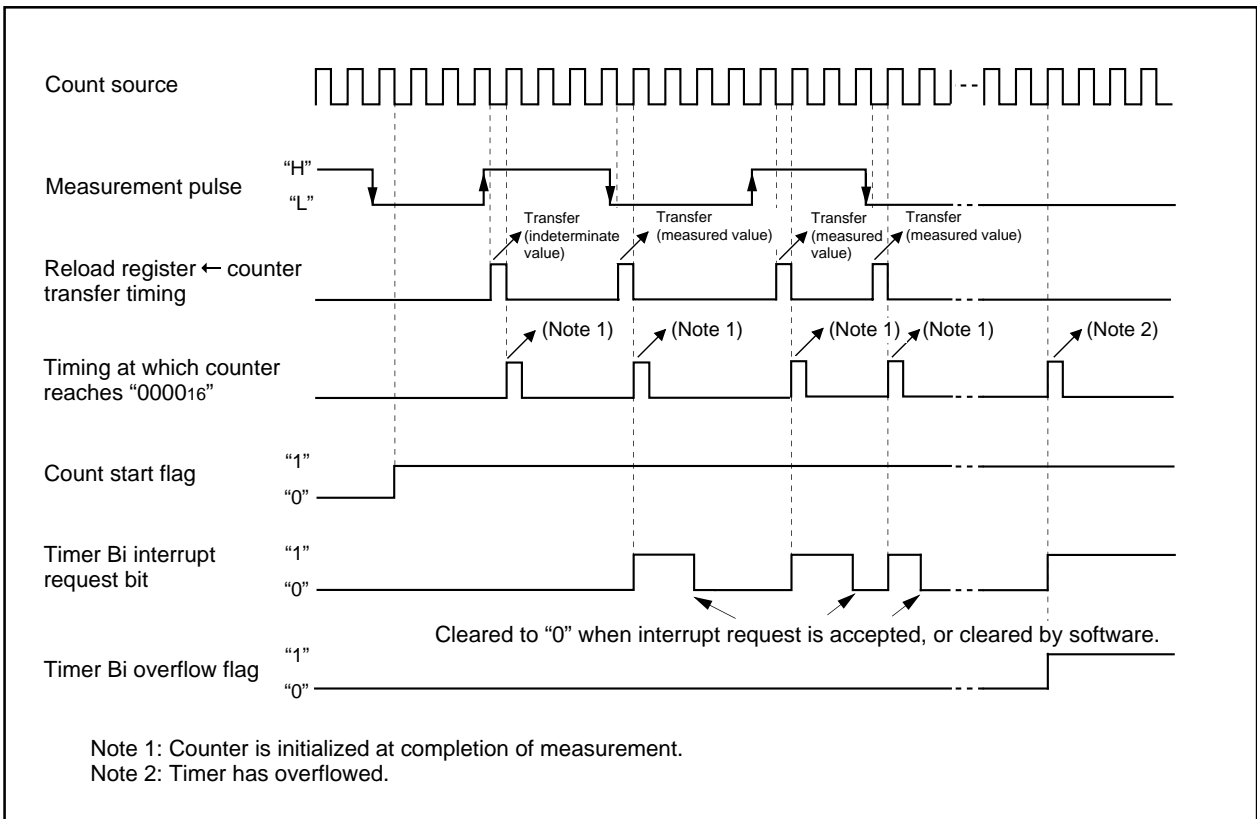 Count source
Measurement pulse
“H”
“L”
Transfer
(indeterminate
value)
Transfer
(measured value)
Transfer
(measured
value)
Transfer
(measured value)
Reload register ← counter
transfer timing
(Note 1)
(Note 1)
(Note 1)
(Note 1)
(Note 2)
Timing at which counter
reaches “000016”
Count start flag
“1”
“0”
Timer Bi interrupt
request bit
“1”
“0”
Cleared to “0” when interrupt request is accepted, or cleared by software.
Timer Bi overflow flag
“1”
“0”
Note 1: Counter is initialized at completion of measurement.
Note 2: Timer has overflowed.